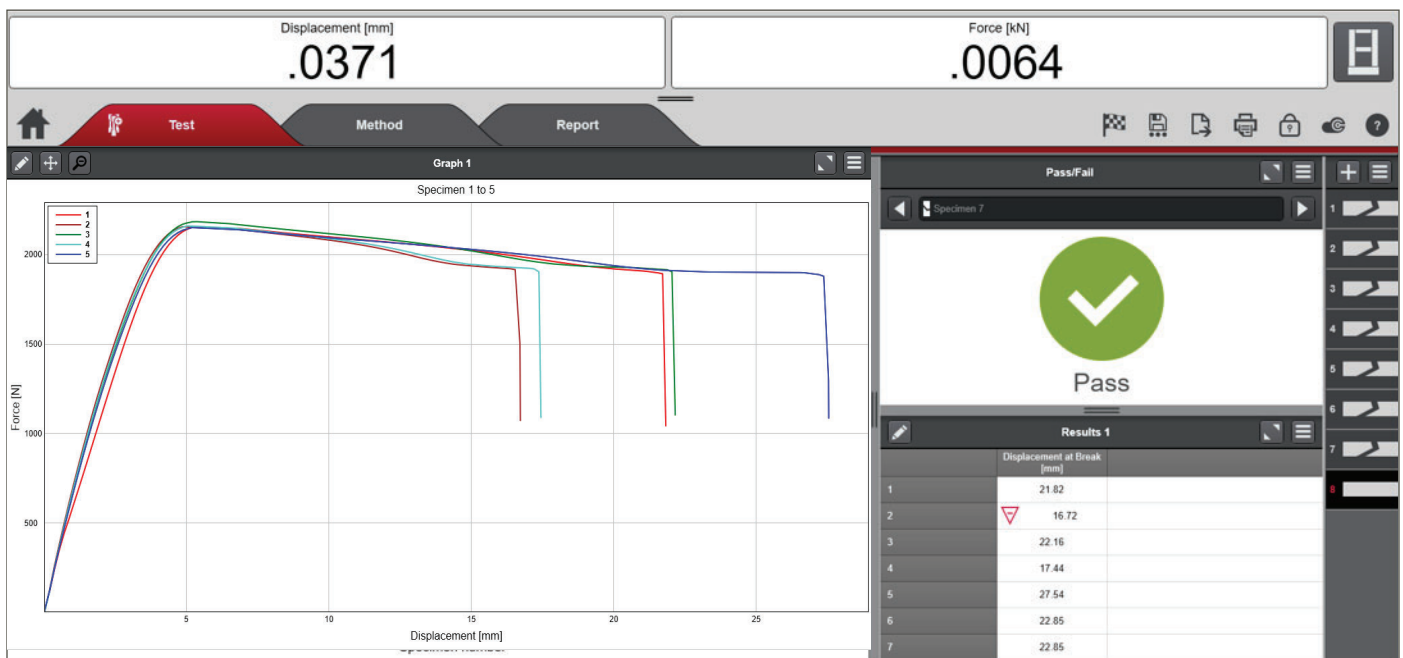 Displacement [mm]
.0371
Force [kN]
.0064
Test
Method
Report
?
Graph 1
Specimen 1 to 5
1
2
3
4
5
Force [N]
2000
1500
1000
500
5
10
15
20
25
Displacement [mm]
Specimen number
Pass/Fail
Specimen 7
Pass
Results 1
Displacement at Break
[mm]
1 21.82
2 16.72
3 22.16
4 17.44
5 27.54
6 22.85
7 22.85
1
2
3
4
5
6
7
8